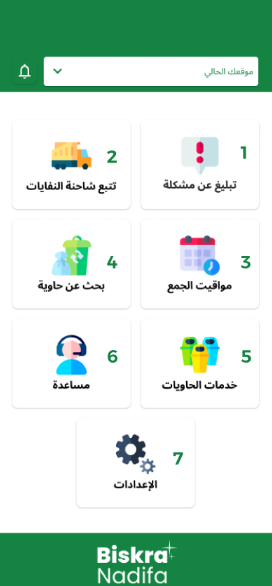 موقعك الحالي
1
تبليغ عن مشكلة
2
تتبع شاحنة النفايات
3
مواقيت الجمع
4
بحث عن حاوية
5
خدمات الحاويات
6
مساعدة
7
الإعدادات
Biskra
Nadifa